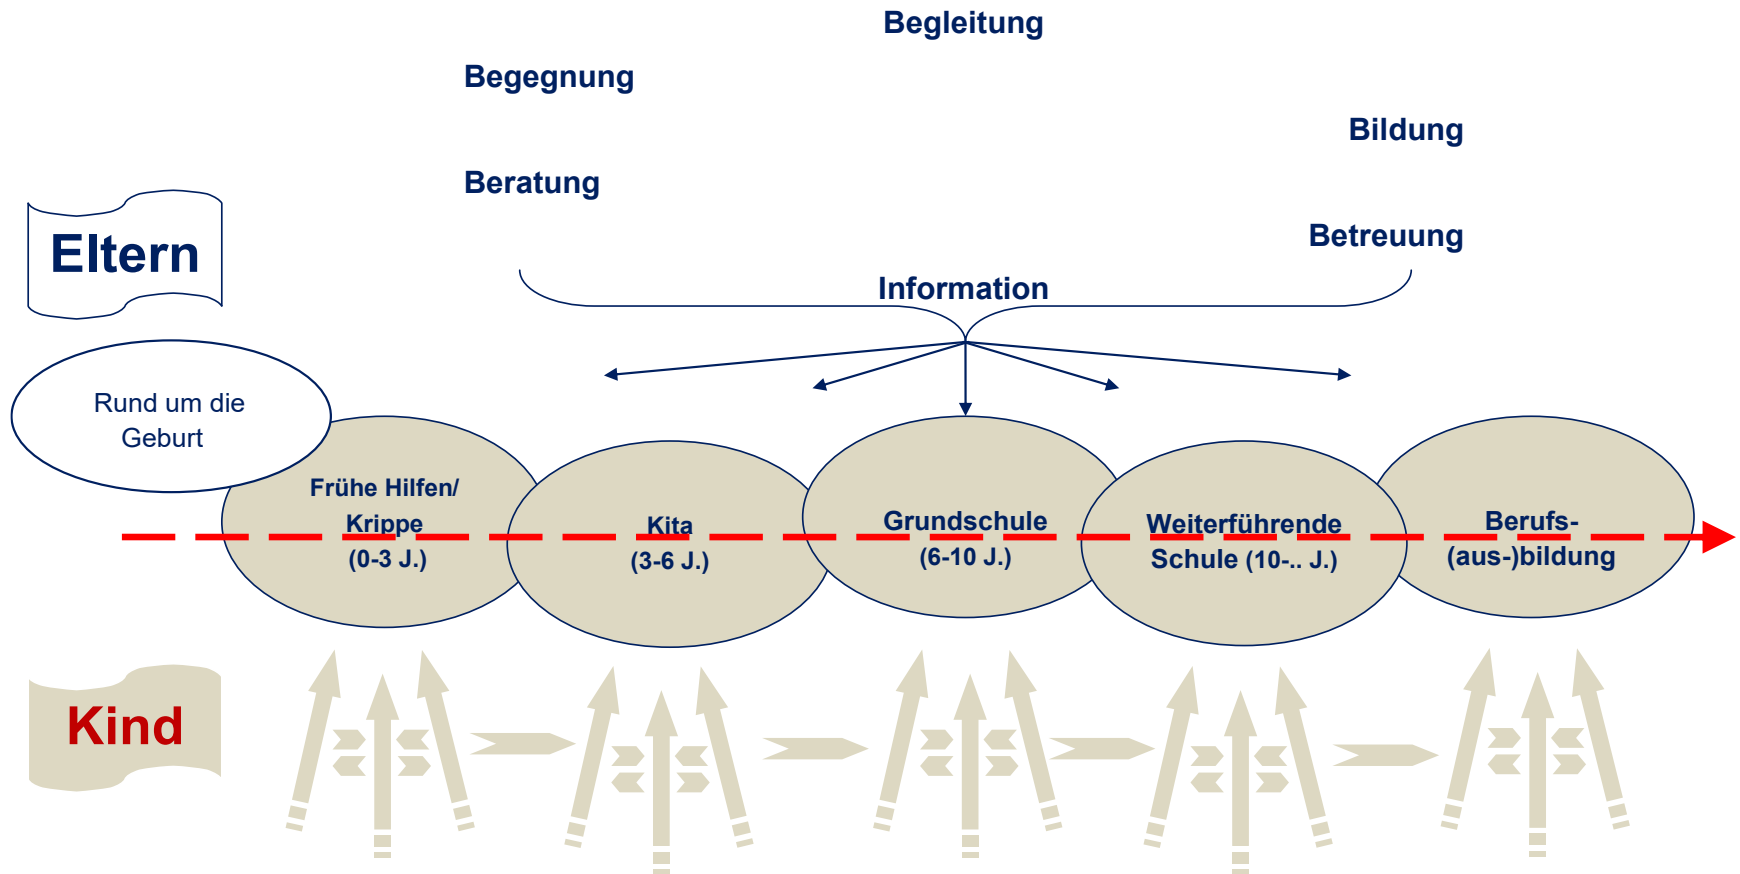 Begleitung
Begegnung
Bildung
Beratung
Eltern
Betreuung
Information
Rund um die
Geburt
Frühe Hilfen/
Krippe
(0-3 J.)
Kita
(3-6 J.)
Grundschule
(6-10 J.)
Weiterführende
Schule (10-.. J.)
Berufs-
(aus-)bildung
Kind